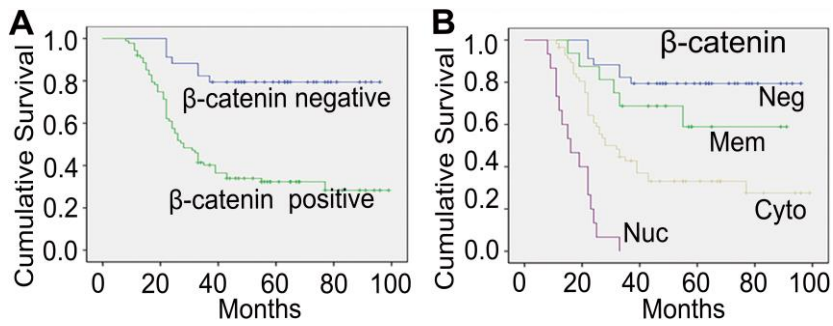 A
Cumulative Survival
1.0
0.8
0.6
0.4
0.2
0.0
β-catenin negative
β-catenin positive
0 20 40 60 80 100
Months
B
Cumulative Survival
1.0
0.8
0.6
0.4
0.2
0.0
β-catenin
Neg
Mem
Cyto
Nuc
0 20 40 60 80 100
Months